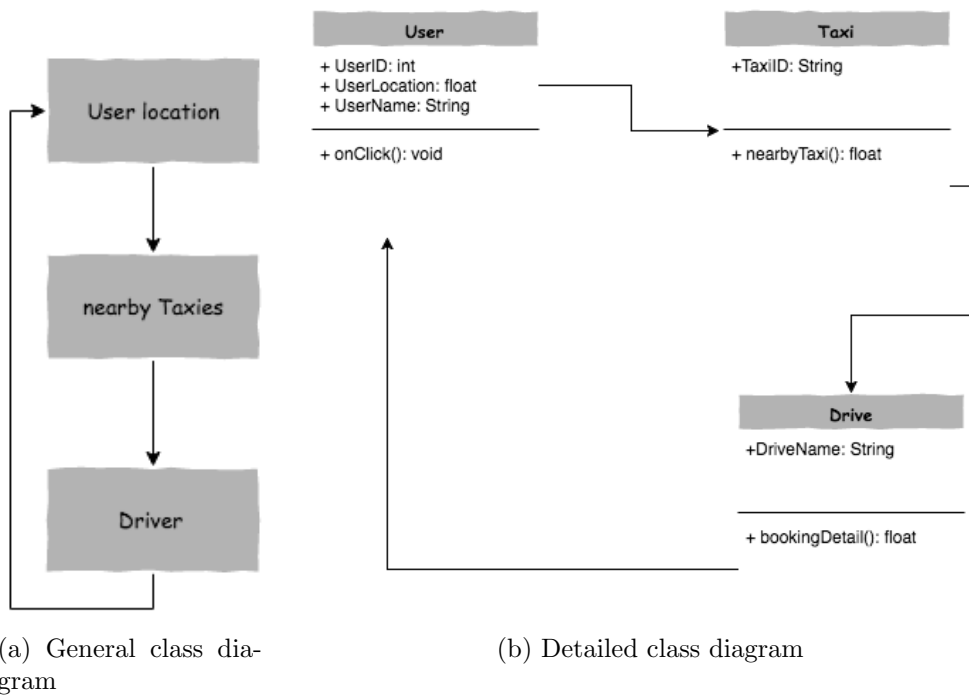 User location
nearby Taxies
Driver
(a) General class dia-
gram
User
+ UserID: int
+ UserLocation: float
+ UserName: String
+ onClick(): void
Taxi
+TaxiID: String
+ nearbyTaxi(): float
Drive
+DriveName: String
+ bookingDetail(): float
(b) Detailed class diagram